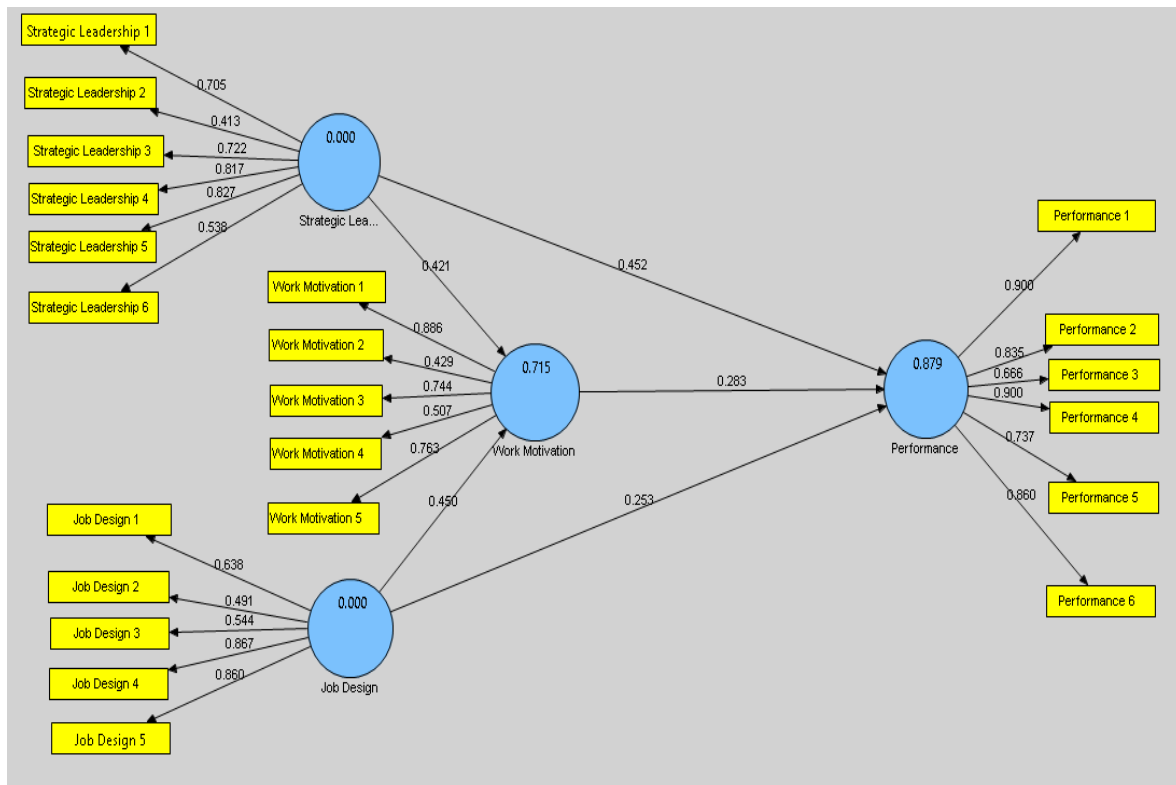 Strategic Leadership 1
0.705
Strategic Leadership 2
0.413
Strategic Leadership 3
0.722
Strategic Leadership 4
0.817
Strategic Leadership 5
0.827
Strategic Leadership 6
0.538
0.000
Strategic Lea...
0.421
0.452
Work Motivation 1
0.886
Work Motivation 2
0.429
Work Motivation 3
0.744
Work Motivation 4
0.507
Work Motivation 5
0.763
0.715
Work Motivation
0.283
0.450
0.253
Job Design 1
0.638
Job Design 2
0.491
Job Design 3
0.544
Job Design 4
0.867
Job Design 5
0.860
0.000
Job Design
0.879
Performance
Performance 1
0.900
Performance 2
0.835
Performance 3
0.666
Performance 4
0.900
Performance 5
0.737
Performance 6
0.860